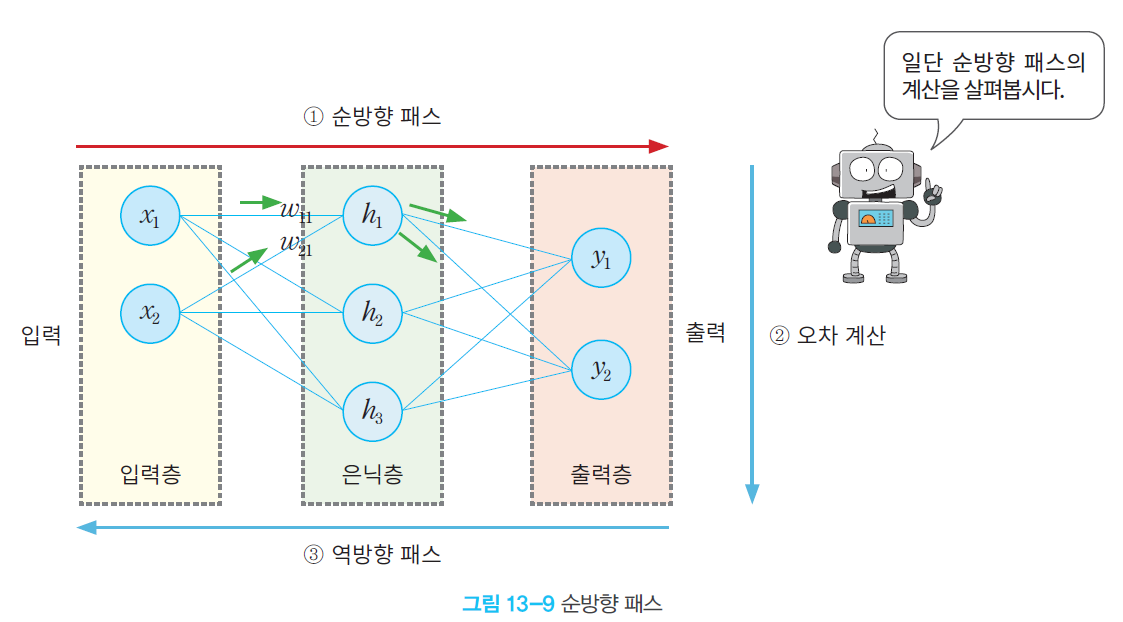 일단 순방향 패스의
계산을 살펴봅시다.
① 순방향 패스
x₁
w₁₁
h₁
w₂₁
y₁
x₂
h₂
입력
출력
② 오차 계산
y₂
h₃
입력층
은닉층
출력층
③ 역방향 패스
그림 13-9 순방향 패스